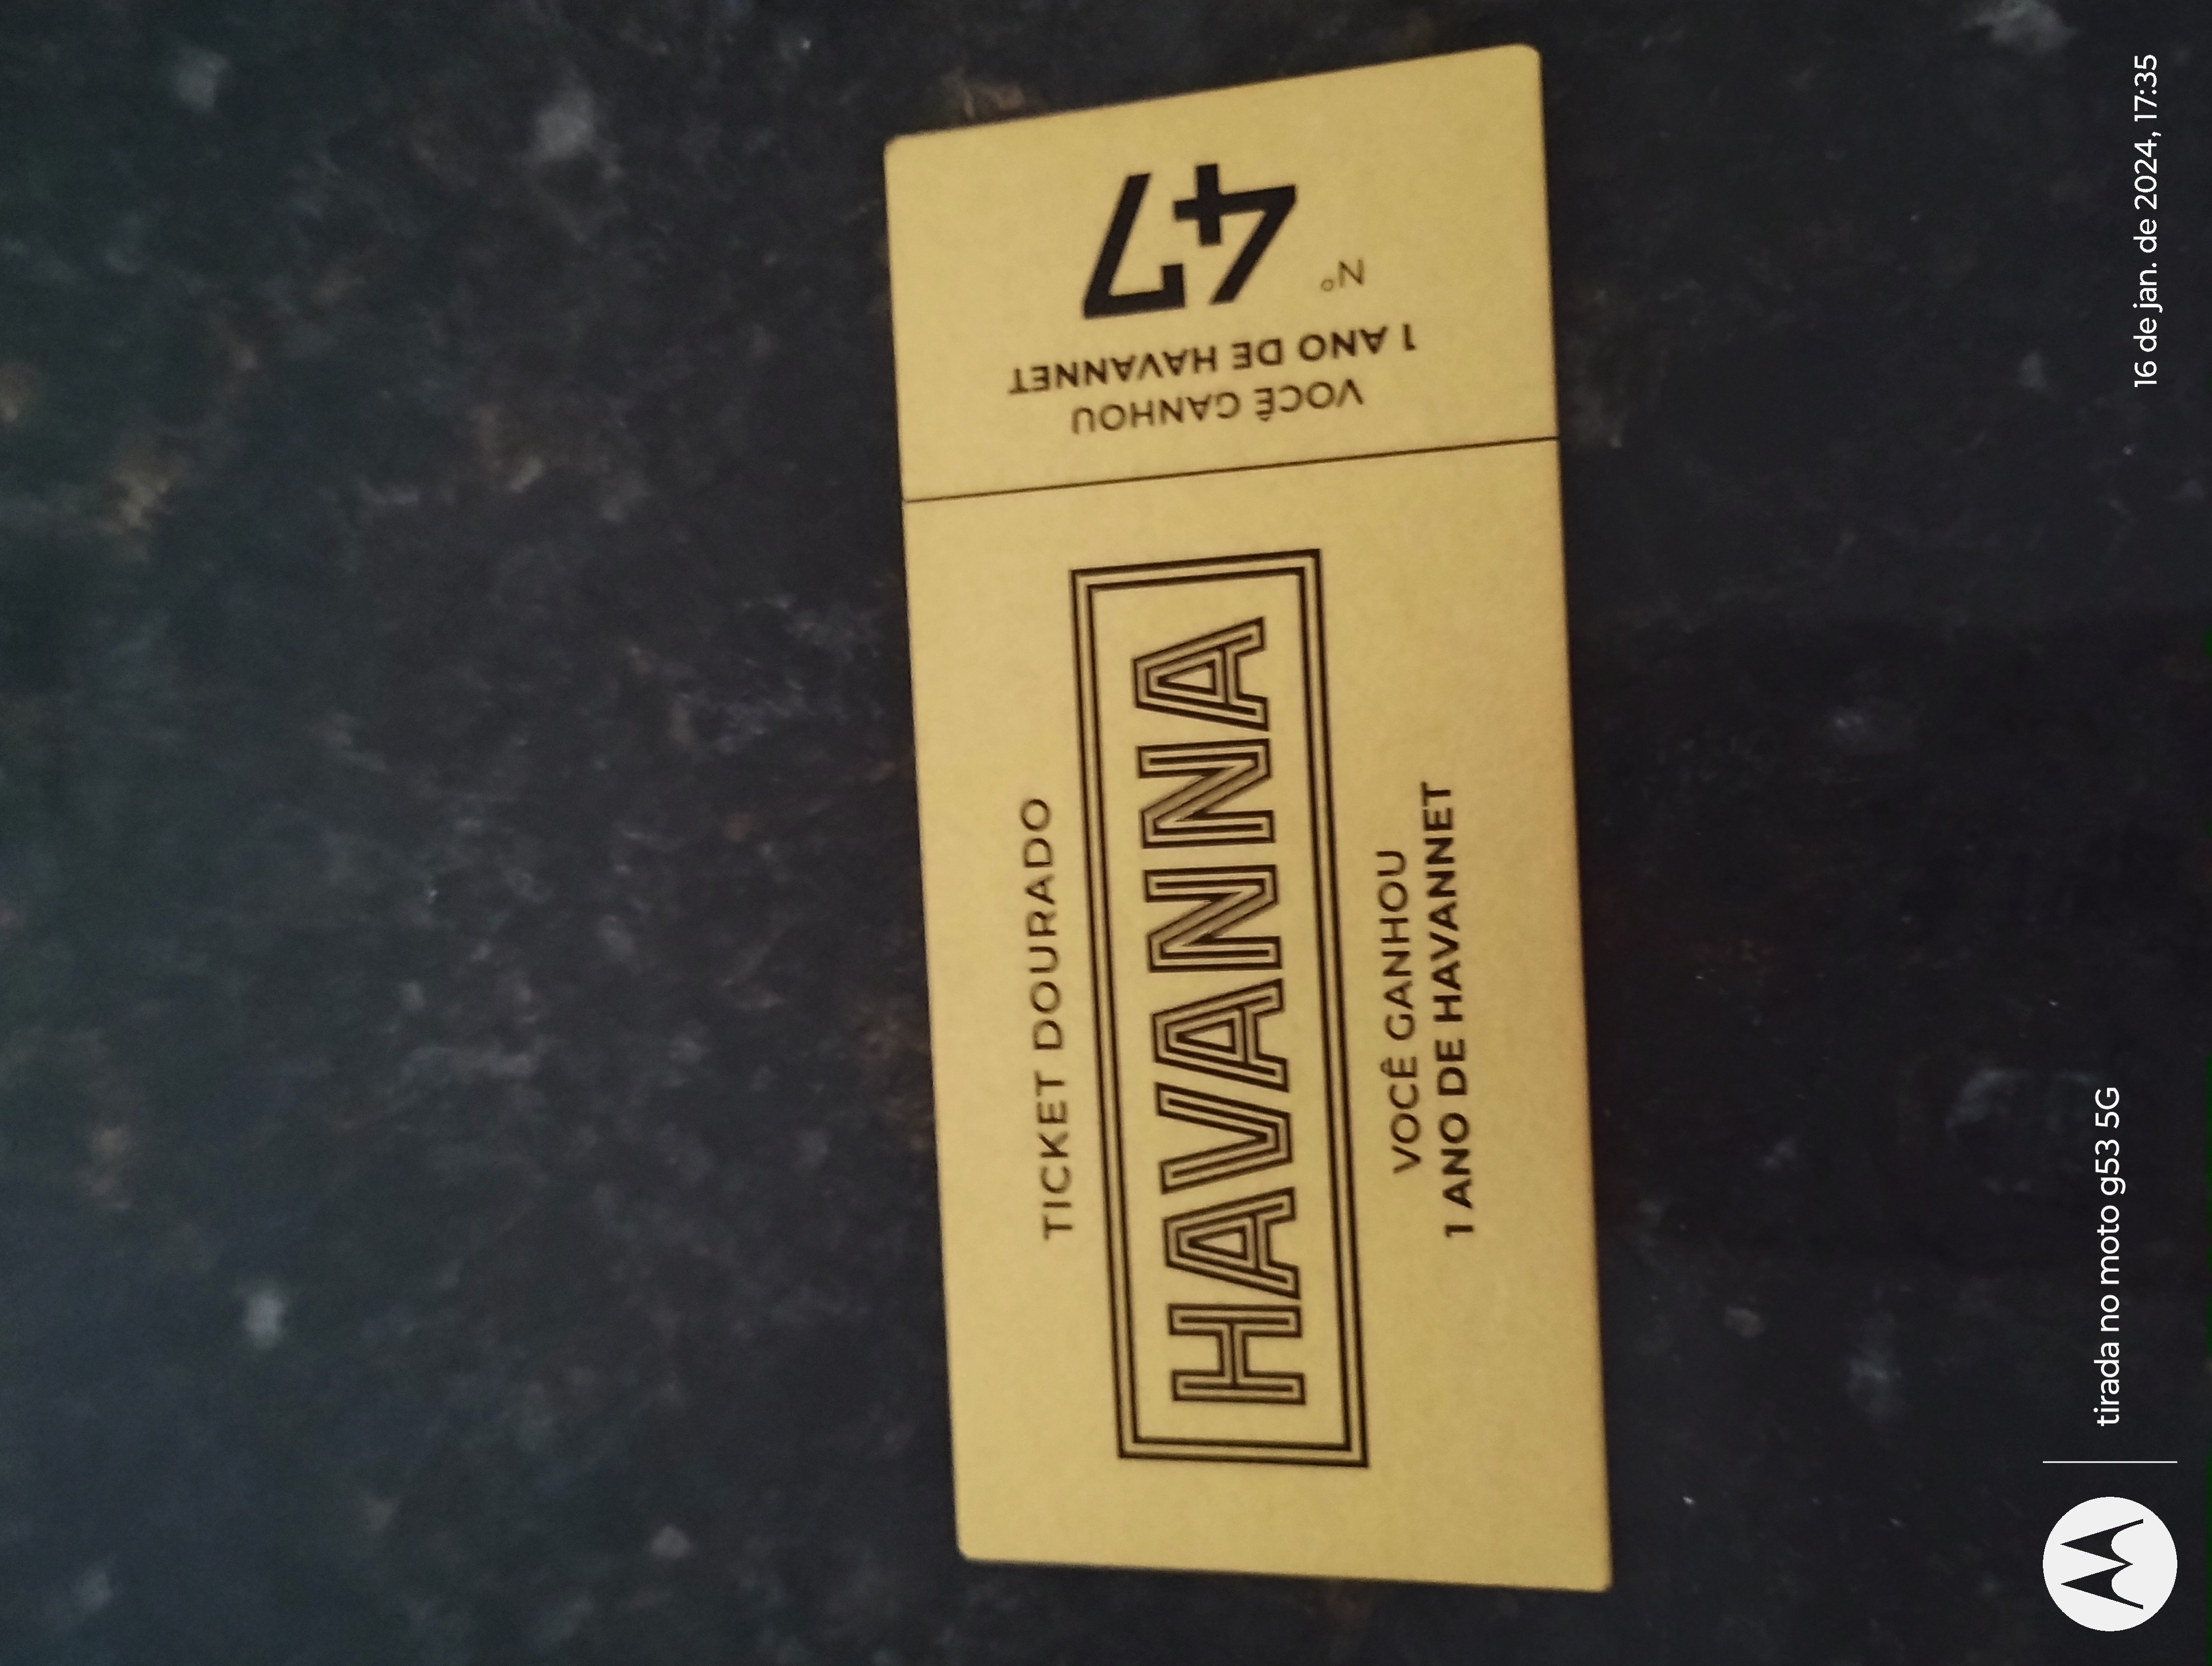 TICKET DOURADO
HAVANNA
VOCÊ GANHOU
1 ANO DE HAVANNET
VOCÊ GANHOU
1 ANO DE HAVANNET
Nº
47
tirada no moto g53 5G
16 de jan. de 2024, 17:35